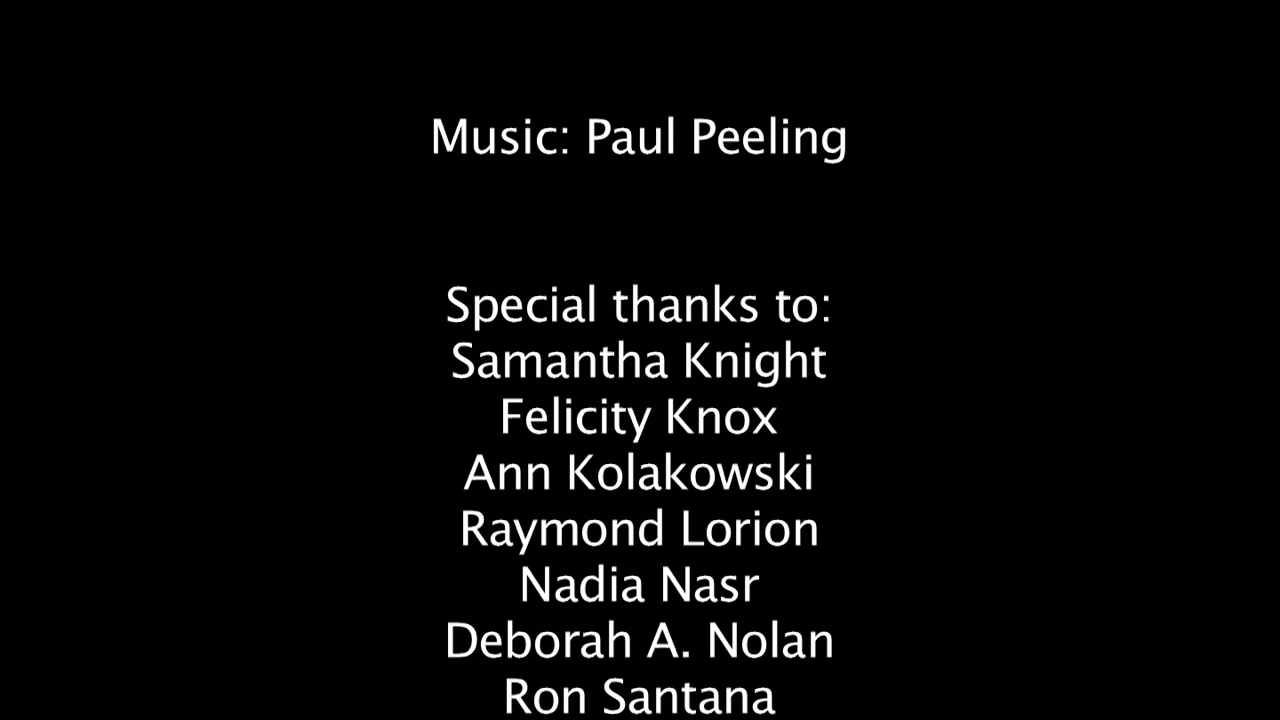 Music: Paul Peeling
Special thanks to:
Samantha Knight
Felicity Knox
Ann Kolakowski
Raymond Lorion
Nadia Nasr
Deborah A. Nolan
Ron Santana